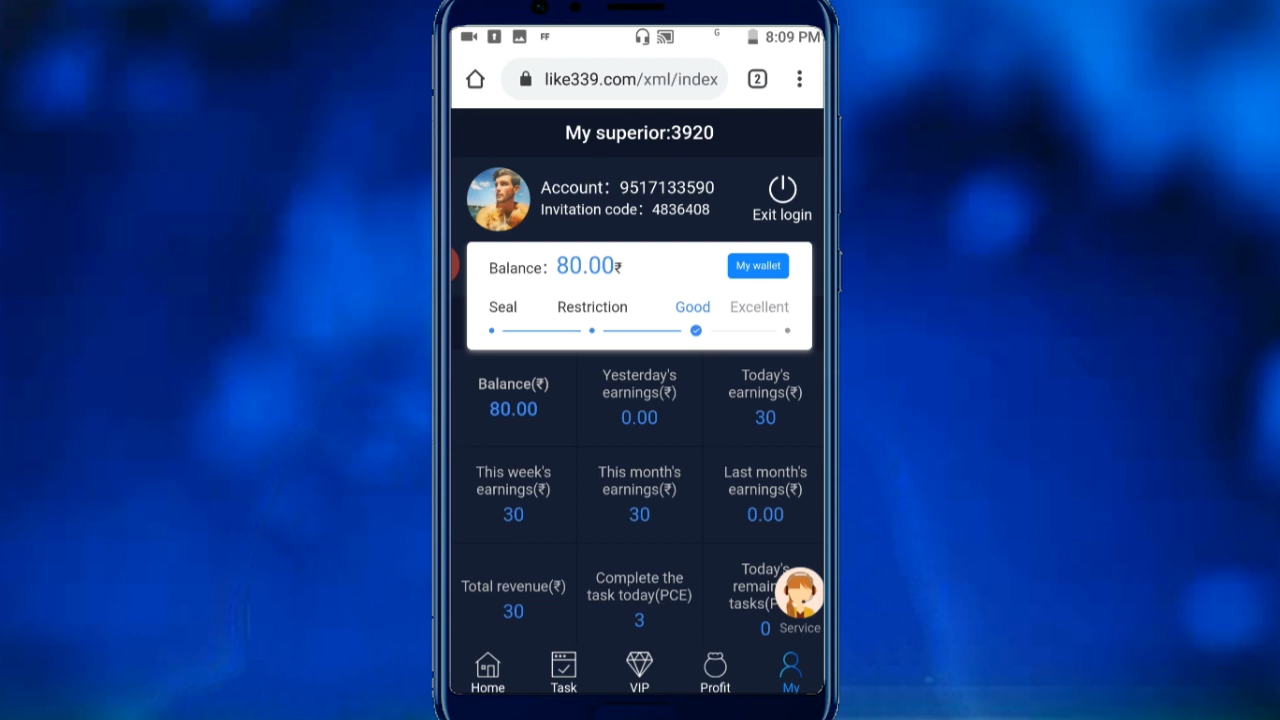 FF
G
8:09 PM
like339.com/xml/index
2
My superior:3920
Account: 9517133590
Invitation code: 4836408
Exit login
Balance: 80.00₹
My wallet
Seal Restriction Good Excellent
Balance(₹)
80.00
Yesterday's
earnings(₹)
0.00
Today's
earnings(₹)
30
This week's
earnings(₹)
30
This month's
earnings(₹)
30
Last month's
earnings(₹)
0.00
Total revenue(₹)
30
Complete the
task today(PCE)
3
Today's
remain
tasks(P
0
Service
Home Task VIP Profit My